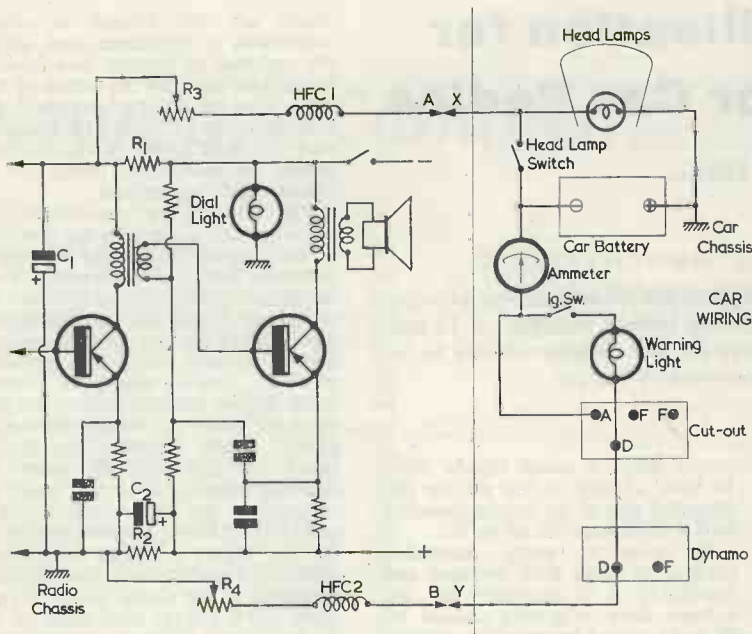 Head Lamps
R3
HFC 1
A X
R1
Head Lamp
Switch
Dial
Light
Car Battery
Car
Chassis
C1
+
Ammeter
Ig.Sw.
CAR
WIRING
Warning
Light
A F F
Cut-out
D
C2
+
R2
+
Dynamo
D F
Radio
Chassis
R4
HFC2
B Y